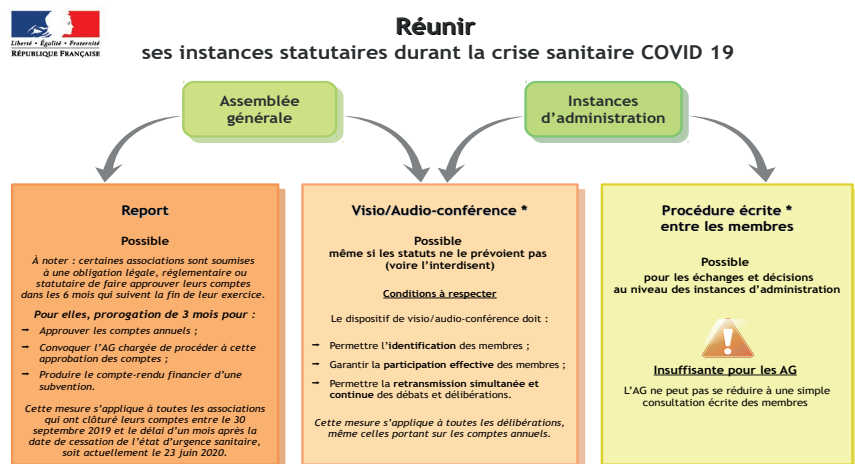 Réunir
ses instances statutaires durant la crise sanitaire COVID 19
Liberté • Égalité • Fraternité
RÉPUBLIQUE FRANÇAISE
Assemblée
générale
Instances
d'administration
Report
Possible
À noter : certaines associations sont soumises
à une obligation légale, réglementaire ou
statutaire de faire approuver leurs comptes
dans les 6 mois qui suivent la fin de leur exercice.
Pour elles, prorogation de 3 mois pour :
→ Approuver les comptes annuels ;
→ Convoquer l'AG chargée de procéder à cette
approbation des comptes ;
→ Produire le compte-rendu financier d'une
subvention.
Cette mesure s'applique à toutes les associations
qui ont clôturé leurs comptes entre le 30
septembre 2019 et le délai d'un mois après la
date de cessation de l'état d'urgence sanitaire,
soit actuellement le 23 juin 2020.
Visio/Audio-conférence *
Possible
même si les statuts ne le prévoient pas
(voire l'interdisent)
Conditions à respecter
Le dispositif de visio/audio-conférence doit :
→ Permettre l'identification des membres ;
→ Garantir la participation effective des membres ;
→ Permettre la retransmission simultanée et
continue des débats et délibérations.
Cette mesure s'applique à toutes les délibérations,
même celles portant sur les comptes annuels.
Procédure écrite *
entre les membres
Possible
pour les échanges et décisions
au niveau des instances d'administration
Insuffisante pour les AG
L'AG ne peut pas se réduire à une simple
consultation écrite des membres